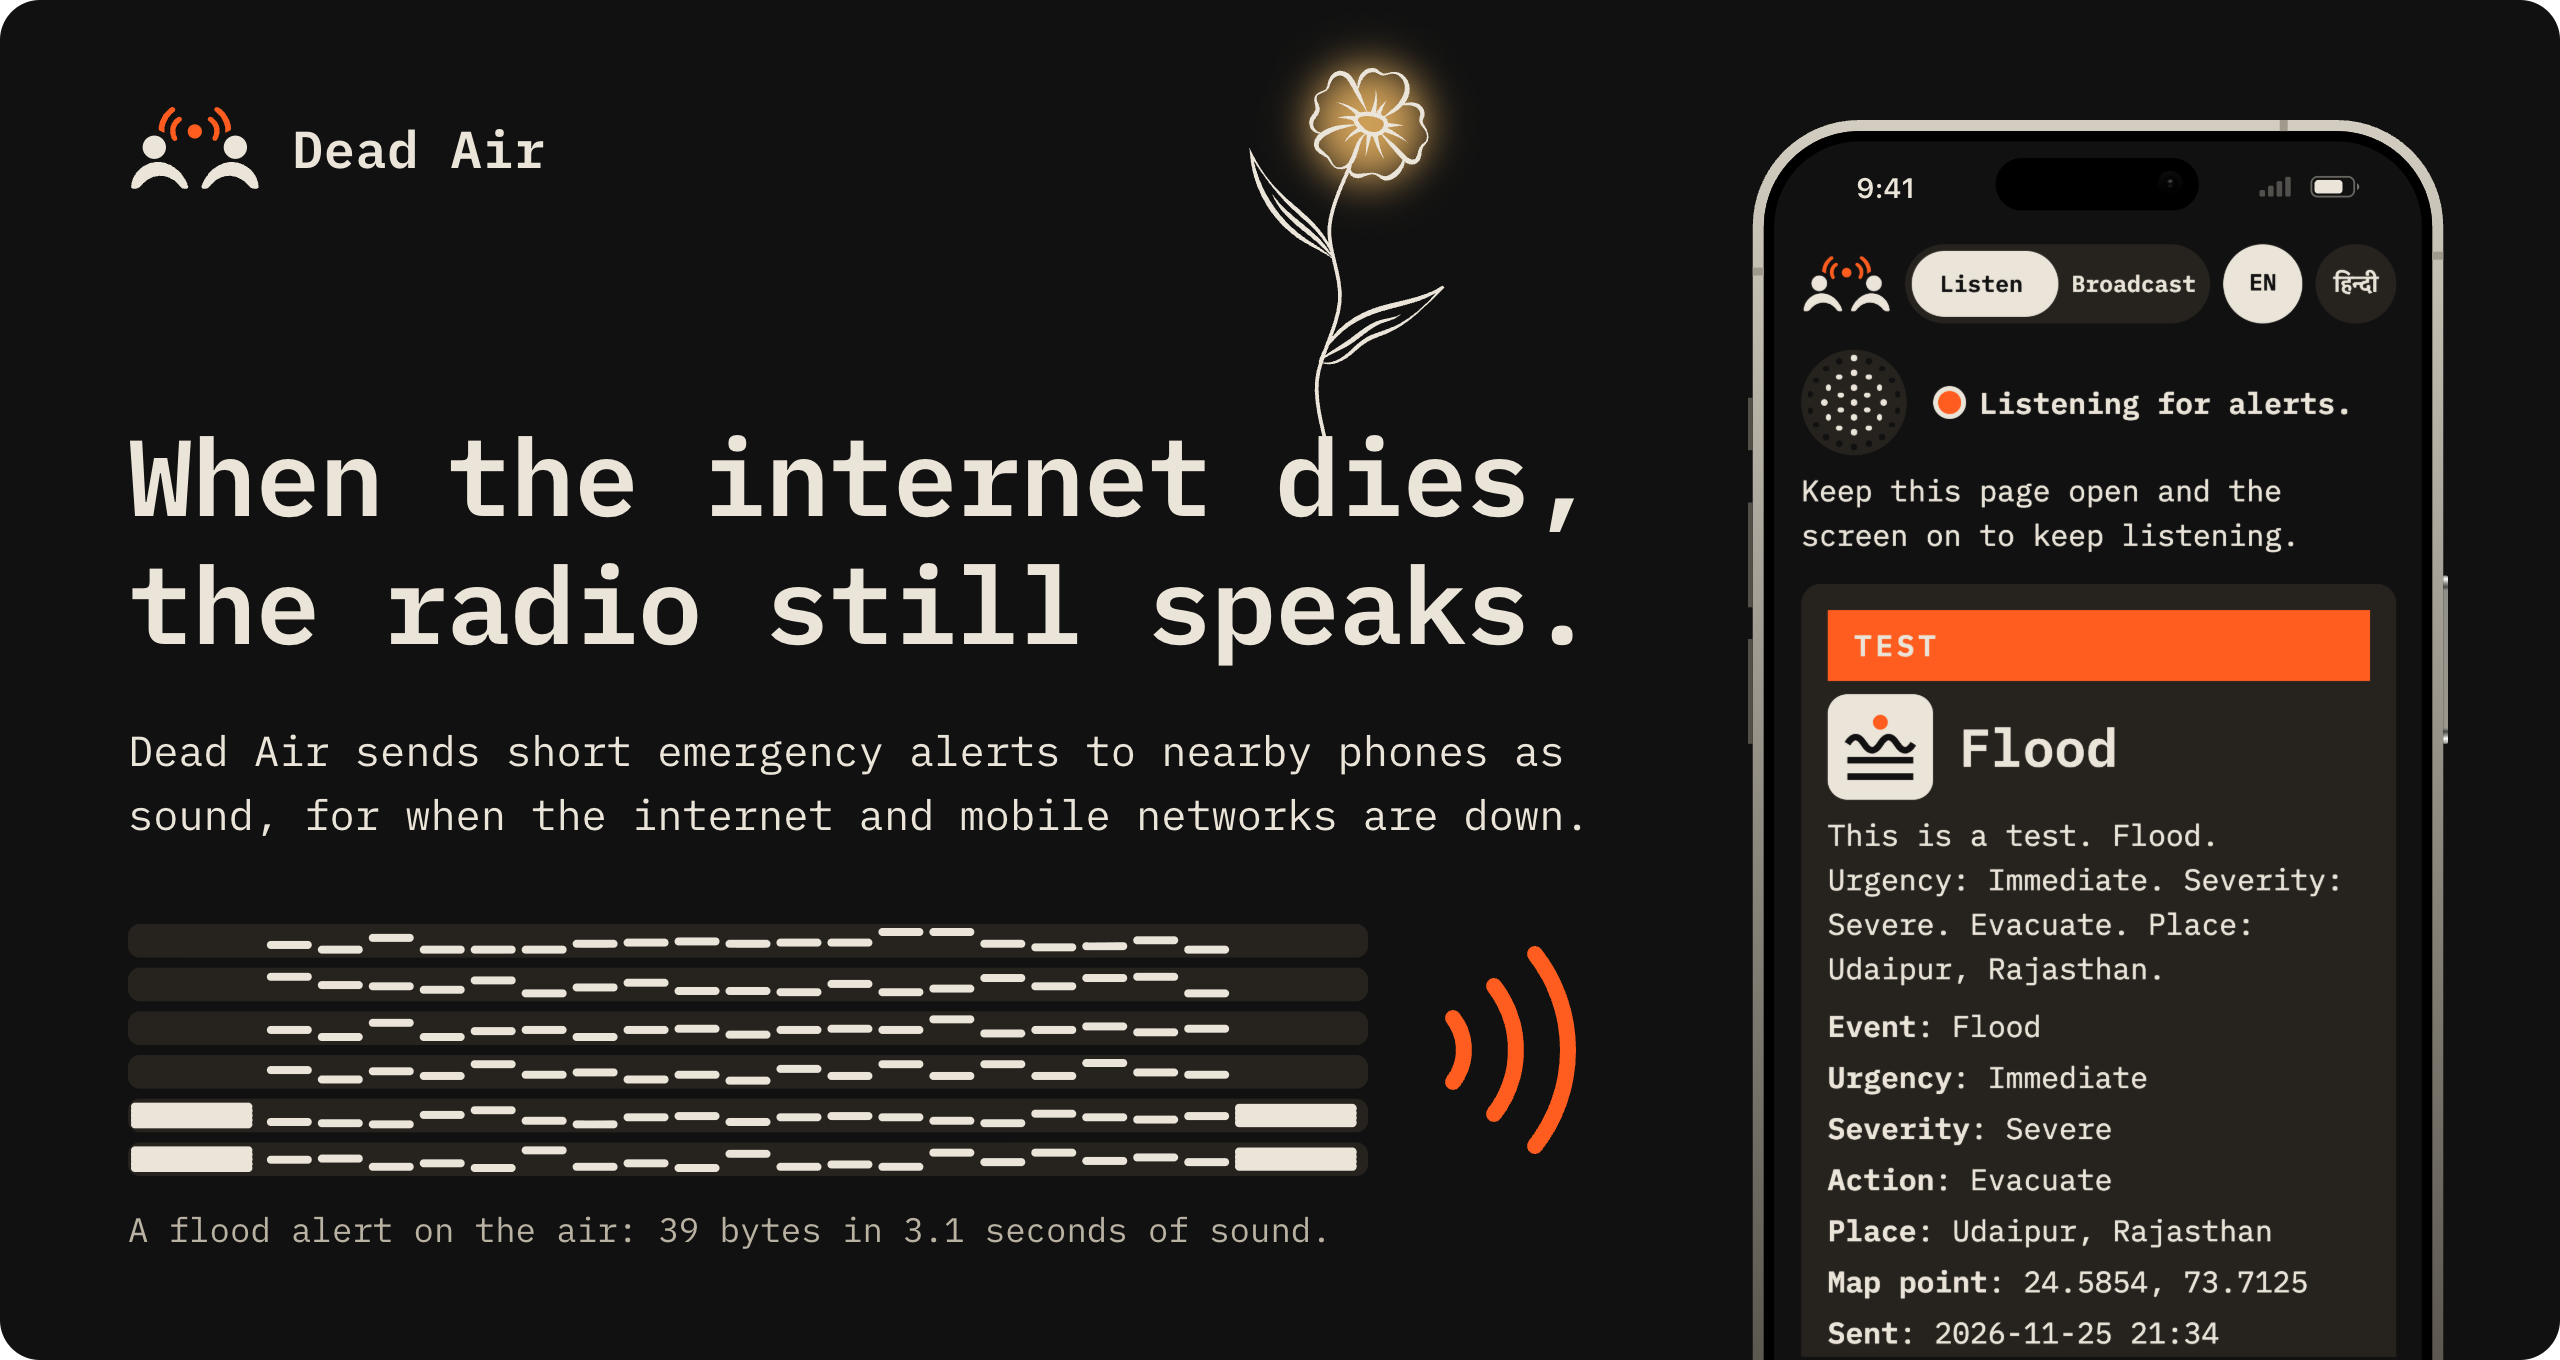 Dead Air
When the internet dies,
the radio still speaks.
Dead Air sends short emergency alerts to nearby phones as
sound, for when the internet and mobile networks are down.
A flood alert on the air: 39 bytes in 3.1 seconds of sound.
9:41
Listen Broadcast EN हिन्दी
Listening for alerts.
Keep this page open and the
screen on to keep listening.
TEST
Flood
This is a test. Flood.
Urgency: Immediate. Severity:
Severe. Evacuate. Place:
Udaipur, Rajasthan.
Event: Flood
Urgency: Immediate
Severity: Severe
Action: Evacuate
Place: Udaipur, Rajasthan
Map point: 24.5854, 73.7125
Sent: 2026-11-25 21:34